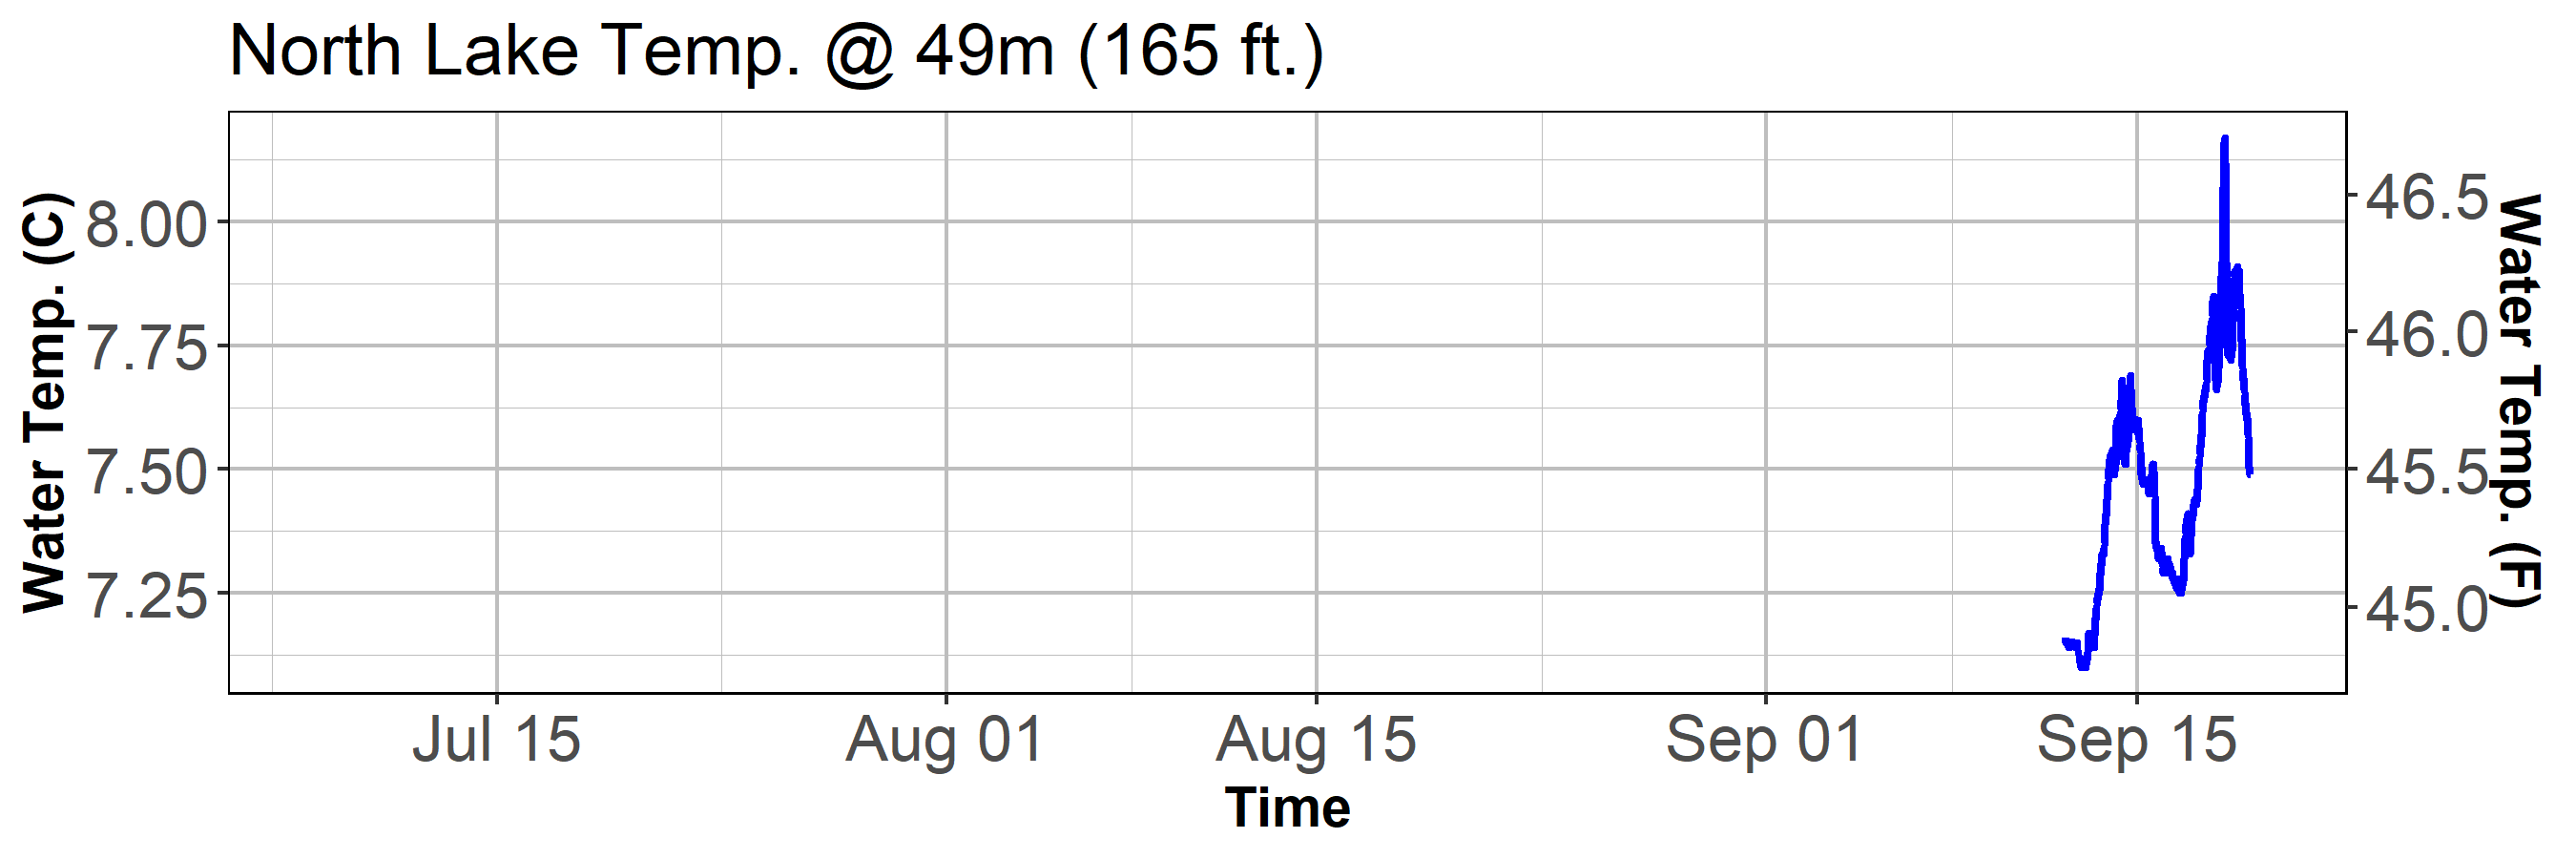 North Lake Temp. @ 49m (165 ft.)
Water Temp. (C)
8.00
7.75
7.50
7.25
46.5
46.0
45.5
45.0
Water Temp. (F)
Jul 15 Aug 01 Aug 15 Sep 01 Sep 15
Time